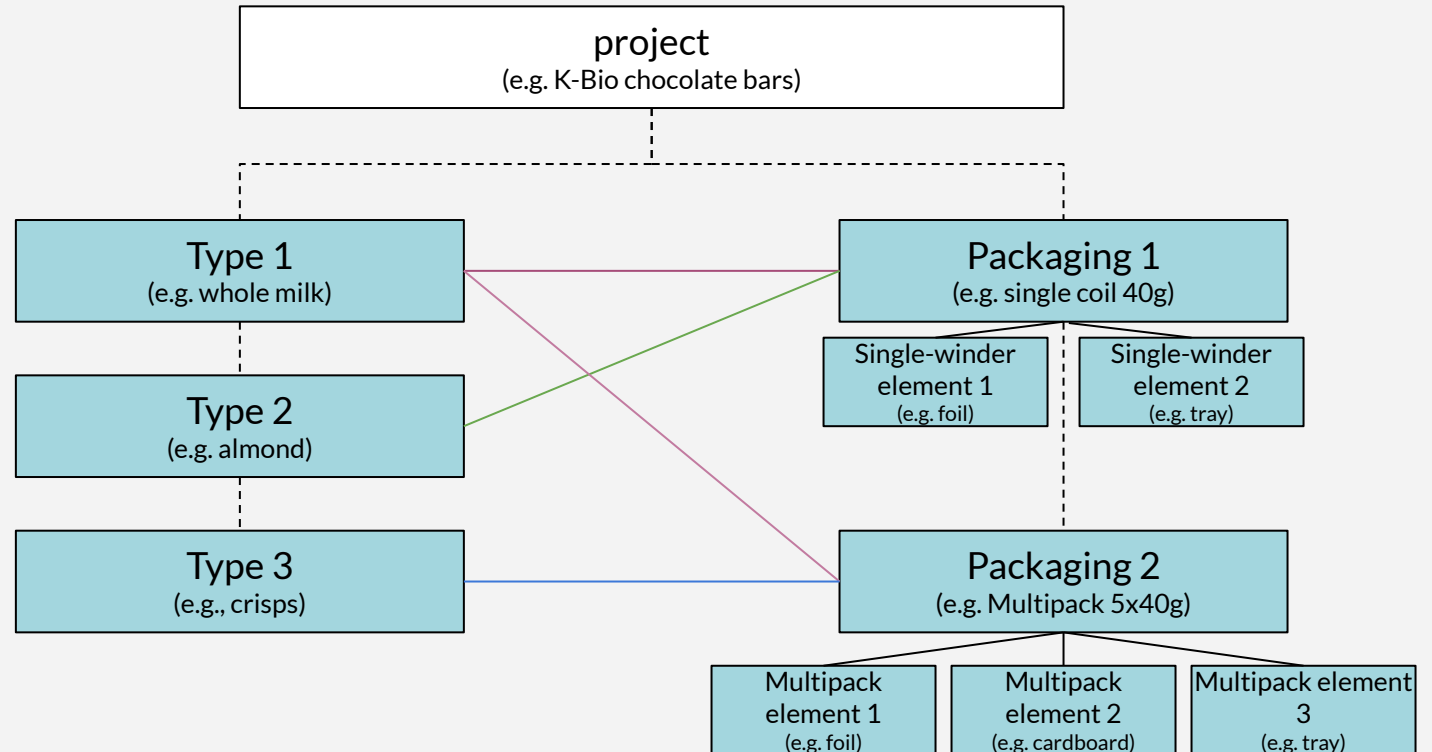 project
(e.g. K-Bio chocolate bars)
Type 1
(e.g. whole milk)
Packaging 1
(e.g. single coil 40g)
Single-winder
element 1
(e.g. foil)
Single-winder
element 2
(e.g. tray)
Type 2
(e.g. almond)
Type 3
(e.g., crisps)
Packaging 2
(e.g. Multipack 5x40g)
Multipack
element 1
(e.g. foil)
Multipack
element 2
(e.g. cardboard)
Multipack element
3
(e.g. tray)